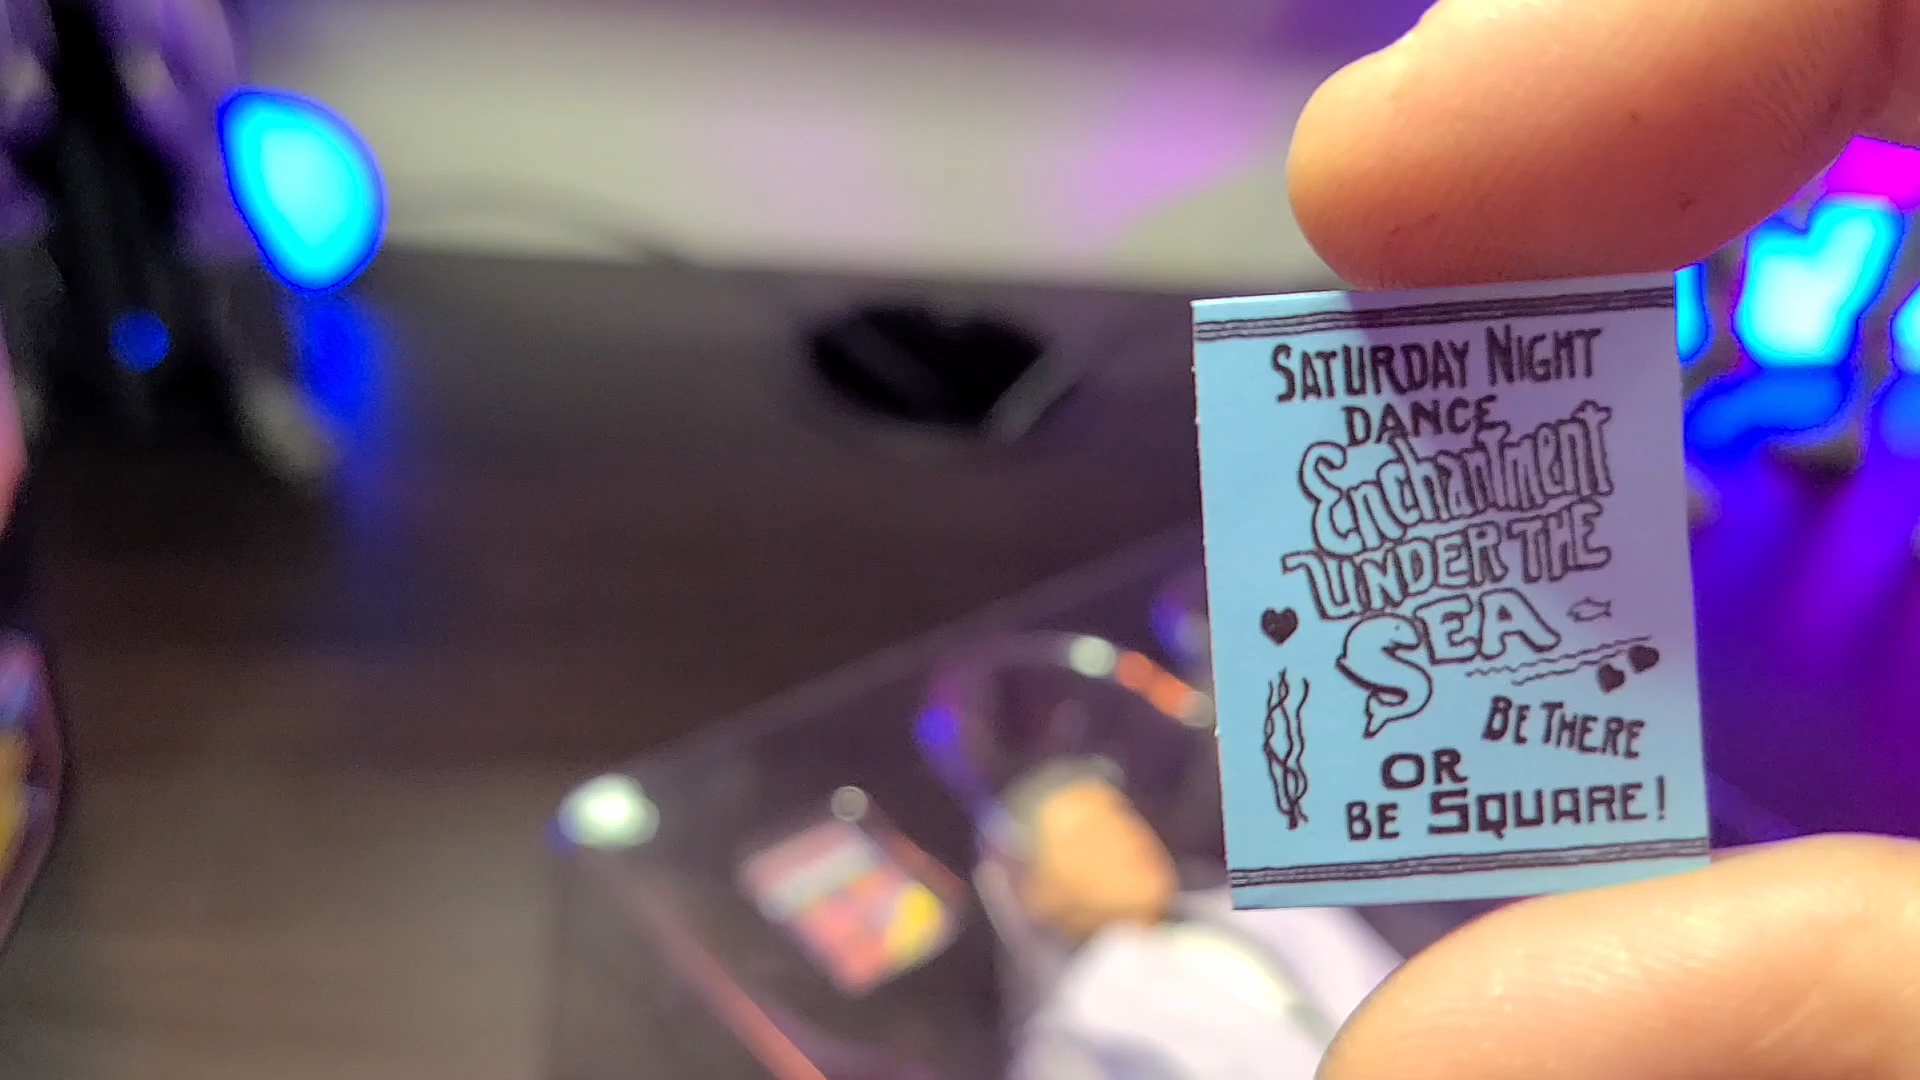 SATURDAY NIGHT
DANCE
Enchantment
UNDER THE
SEA
BE THERE
OR
BE SQUARE!